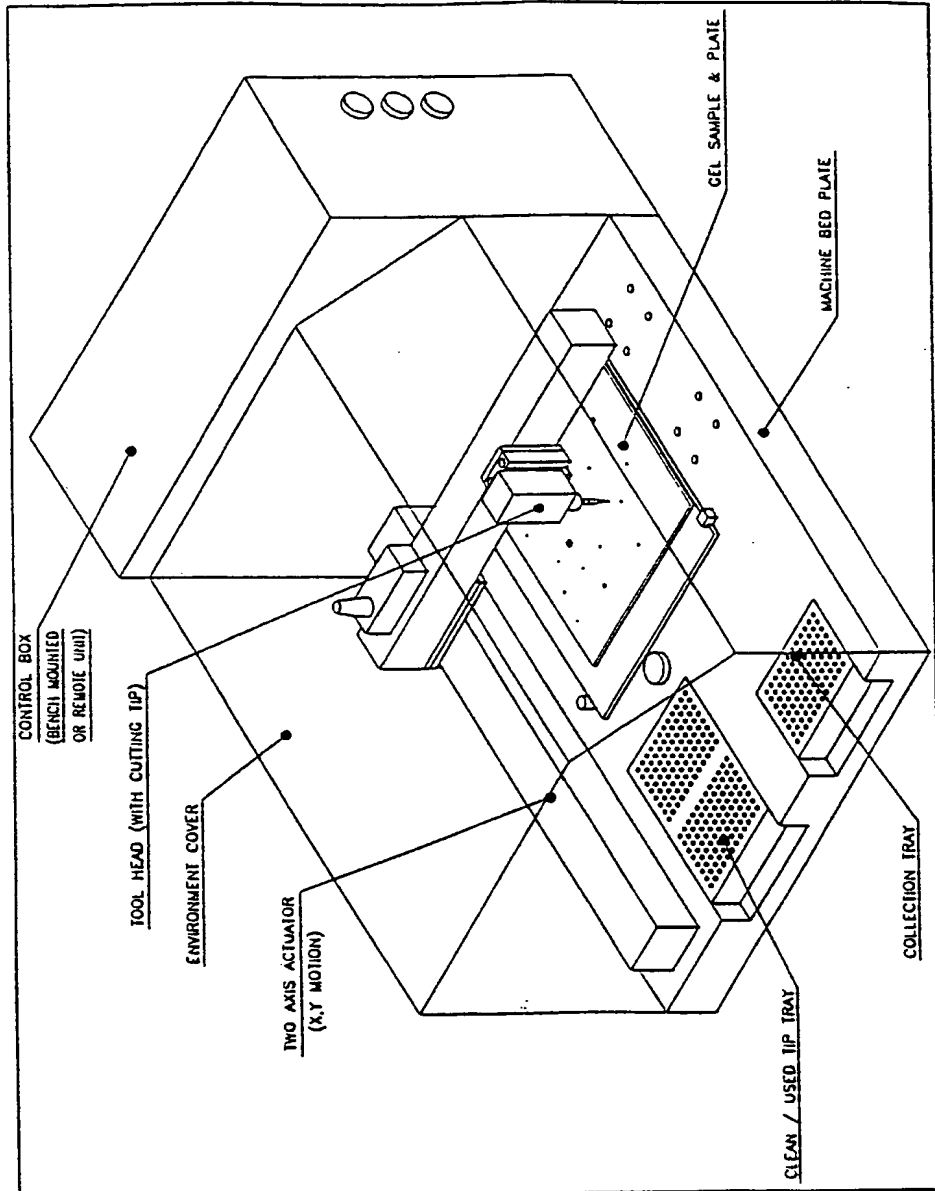 CONTROL BOX
(BENCH MOUNTED
OR REMOTE UNIT)
TOOL HEAD (WITH CUTTING TIP)
ENVIRONMENT COVER
TWO AXIS ACTUATOR
(X,Y MOTION)
CLEAN / USED TIP TRAY
COLLECTION TRAY
MACHINE BED PLATE
GEL SAMPLE & PLATE